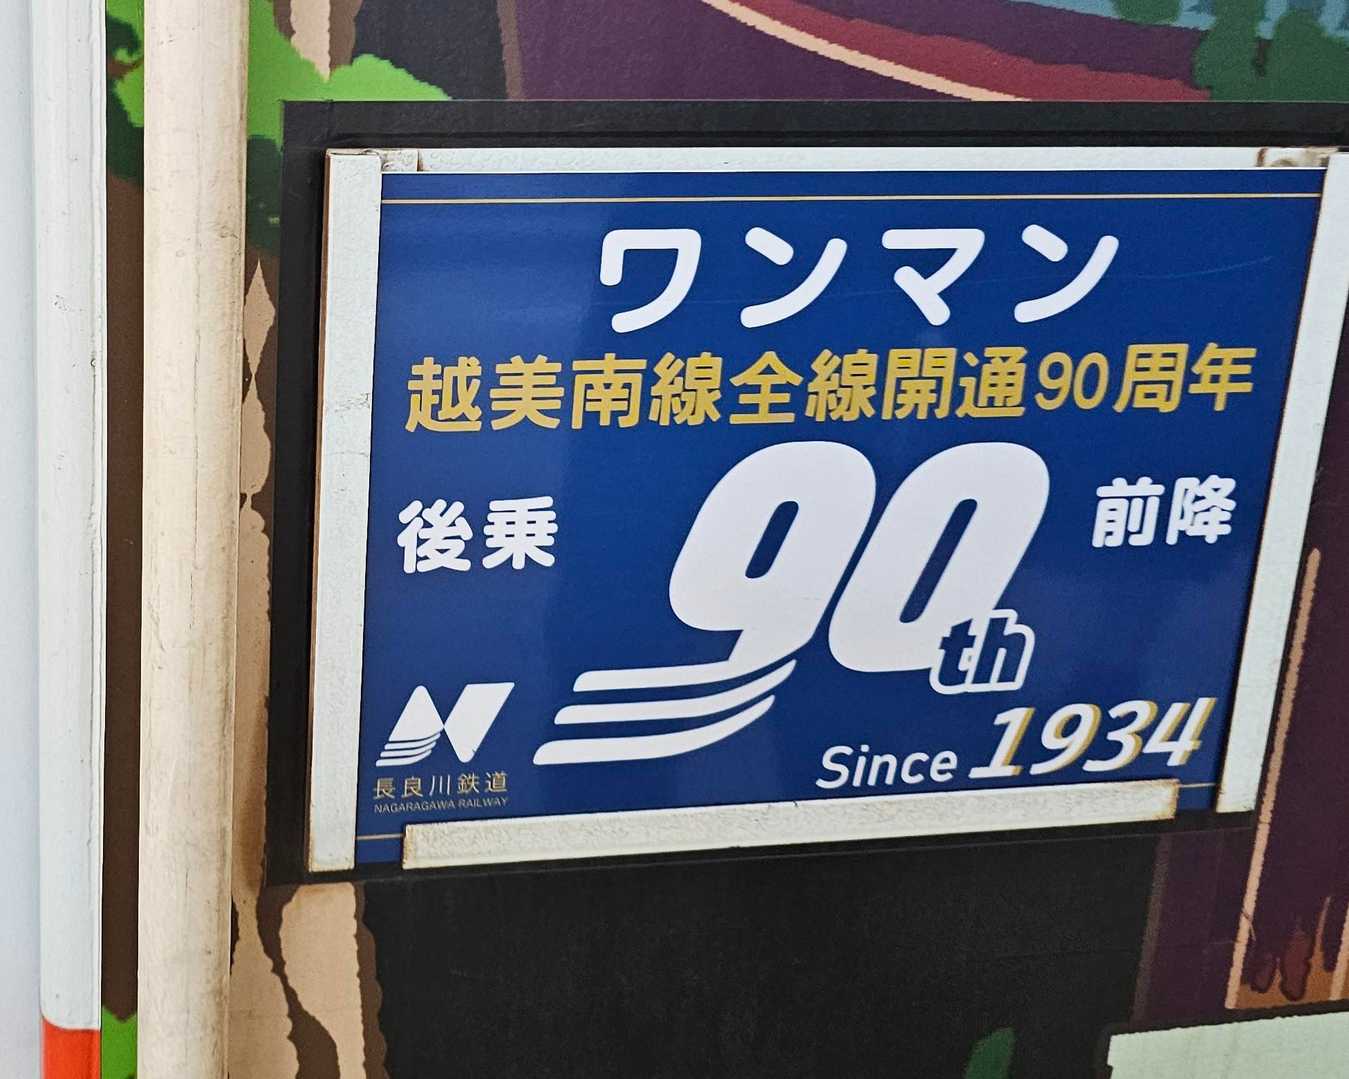 ワンマン
越美南線全線開通90周年
後乗
90th
前降
Since 1934
長良川鉄道
NAGARAGAWA RAILWAY